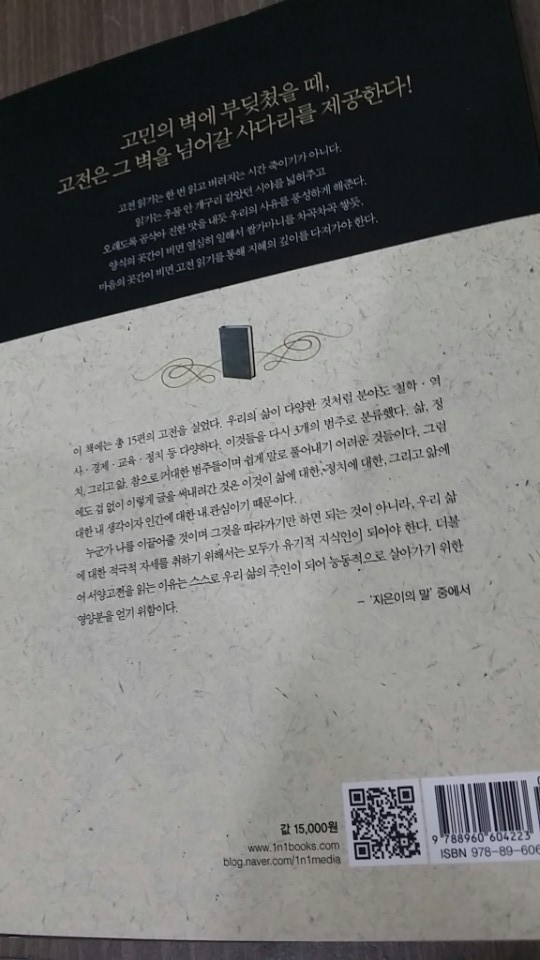 고민의 벽에 부딪쳤을 때,
고전은 그 벽을 넘어갈 사다리를 제공한다!
고전 읽기는 한 번 읽고 버려지는 시간 죽이기가 아니다.
읽기는 우물 안 개구리 같았던 시야를 넓혀주고
오래도록 곰삭아 진한 맛을 내듯 우리의 사유를 풍성하게 해준다.
양식의 곳간이 비면 열심히 일해서 쌀가마니를 차곡차곡 쌓듯,
마음의 곳간이 비면 고전 읽기를 통해 지혜의 깊이를 다져가야 한다.
이 책에는 총 15편의 고전을 실었다. 우리의 삶이 다양한 것처럼 분야도 철학 · 역
사 · 경제 · 교육 · 정치 등 다양하다. 이것들을 다시 3개의 범주로 분류했다. 삶, 정
치, 그리고 앎. 참으로 거대한 범주들이며 쉽게 말로 풀어내기 어려운 것들이다. 그럼
에도 겁 없이 이렇게 글을 써내려간 것은 이것이 삶에 대한, 정치에 대한, 그리고 앎에
대한 내 생각이자 인간에 대한 내 관심이기 때문이다.
누군가 나를 이끌어줄 것이며 그것을 따라가기만 하면 되는 것이 아니라, 우리 삶
에 대한 적극적 자세를 취하기 위해서는 모두가 유기적 지식인이 되어야 한다. 더불
어 서양고전을 읽는 이유는 스스로 우리 삶의 주인이 되어 능동적으로 살아가기 위한
영양분을 얻기 위함이다.
– ‘지은이의 말’ 중에서
값 15,000원
www.1n1books.com
blog.naver.com/1n1media
9 788960 604223
ISBN 978-89-606